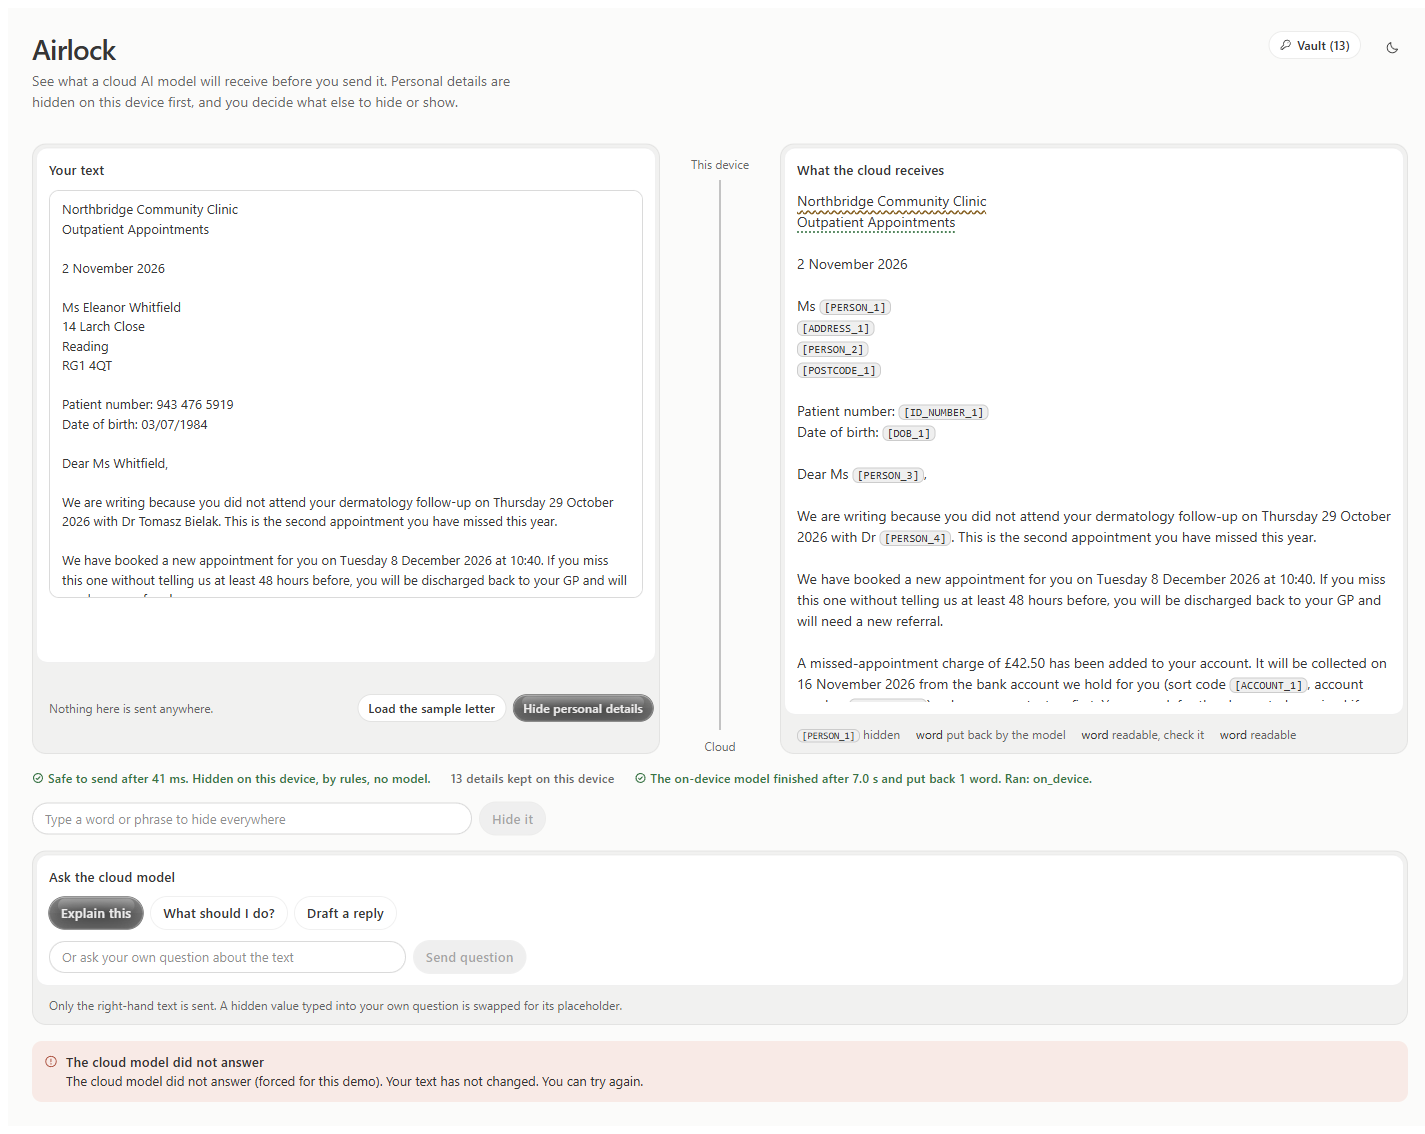 Airlock
Vault (13)
See what a cloud AI model will receive before you send it. Personal details are
hidden on this device first, and you decide what else to hide or show.
Your text
Northbridge Community Clinic
Outpatient Appointments
2 November 2026
Ms Eleanor Whitfield
14 Larch Close
Reading
RG1 4QT
Patient number: 943 476 5919
Date of birth: 03/07/1984
Dear Ms Whitfield,
We are writing because you did not attend your dermatology follow-up on Thursday 29 October
2026 with Dr Tomasz Bielak. This is the second appointment you have missed this year.
We have booked a new appointment for you on Tuesday 8 December 2026 at 10:40. If you miss
this one without telling us at least 48 hours before, you will be discharged back to your GP and will
Nothing here is sent anywhere.
Load the sample letter
Hide personal details
This device
Cloud
What the cloud receives
Northbridge Community Clinic
Outpatient Appointments
2 November 2026
Ms [PERSON_1]
[ADDRESS_1]
[PERSON_2]
[POSTCODE_1]
Patient number: [ID_NUMBER_1]
Date of birth: [DOB_1]
Dear Ms [PERSON_3],
We are writing because you did not attend your dermatology follow-up on Thursday 29 October
2026 with Dr [PERSON_4]. This is the second appointment you have missed this year.
We have booked a new appointment for you on Tuesday 8 December 2026 at 10:40. If you miss
this one without telling us at least 48 hours before, you will be discharged back to your GP and
will need a new referral.
A missed-appointment charge of £42.50 has been added to your account. It will be collected on
16 November 2026 from the bank account we hold for you (sort code [ACCOUNT_1], account
[PERSON_1] hidden
word put back by the model
word readable, check it
word readable
Safe to send after 41 ms. Hidden on this device, by rules, no model.
13 details kept on this device
The on-device model finished after 7.0 s and put back 1 word. Ran: on_device.
Type a word or phrase to hide everywhere
Hide it
Ask the cloud model
Explain this
What should I do?
Draft a reply
Or ask your own question about the text
Send question
Only the right-hand text is sent. A hidden value typed into your own question is swapped for its placeholder.
The cloud model did not answer
The cloud model did not answer (forced for this demo). Your text has not changed. You can try again.